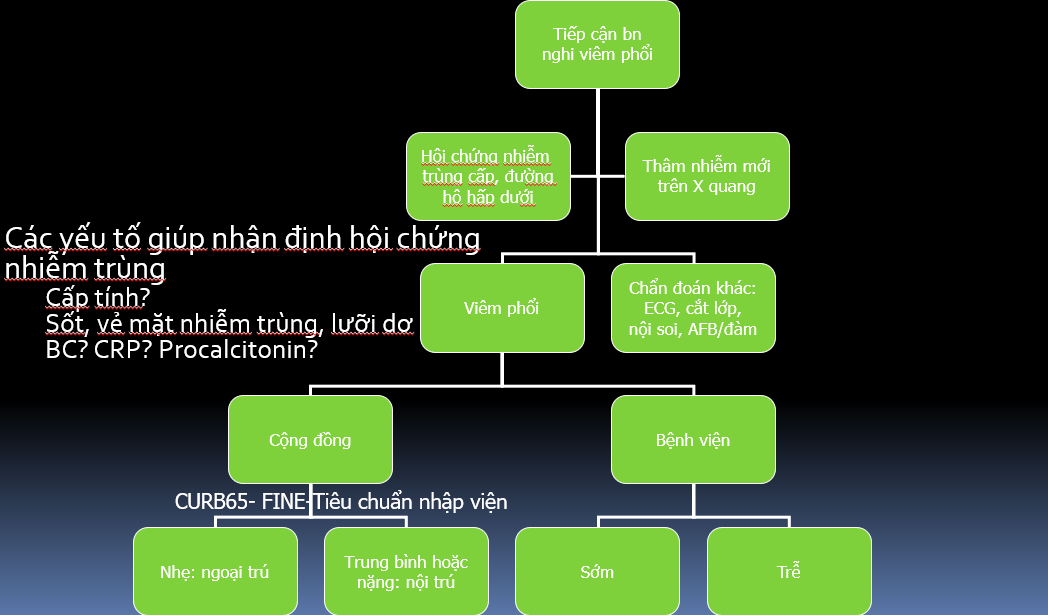 Tiếp cận bn
nghi viêm phổi
Hôi chứng nhiễm
trùng cấp, đường
hô hấp dưới
Thâm nhiễm mới
trên X quang
Các yếu tố giúp nhận định hội chứng
nhiễm trùng
Cấp tính?
Sốt, vẻ mặt nhiễm trùng, lưỡi dơ
BC? CRP? Procalcitonin?
Viêm phổi
Chẩn đoán khác:
ECG, cắt lớp,
nội soi, AFB/đàm
Cộng đồng
Bệnh viện
CURB65- FINE-Tiêu chuẩn nhập viện
Nhẹ: ngoại trú
Trung bình hoặc
nặng: nội trú
Sớm
Trễ